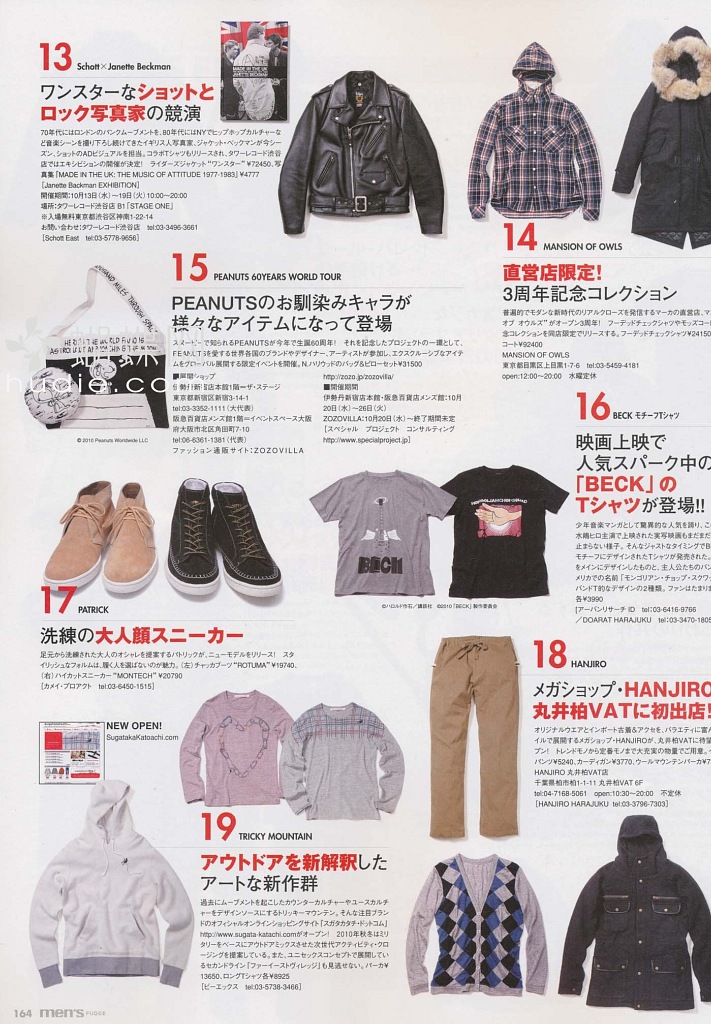 13 Schott×Janette Beckman
MADE IN THE UK
JANETTE BECKMAN
ワンスターなショットと
ロック写真家の競演
70年代にはロンドンのパンクムーブメントを、80年代にはNYでヒップホップカルチャーな
ど音楽シーンを撮り下ろし続けてきたイギリス人写真家、ジャケット・ベックマンが今シー
ズン、ショットのADビジュアルを担当。コラボTシャツもリリースされ、タワーレコード渋谷
店ではエキシビションの開催が決定! ライダーズジャケット“ワンスター”¥72450、写
真集「MADE IN THE UK: THE MUSIC OF ATTITUDE 1977-1983」¥4777
[Janette Backman EXHIBITION]
開催期間:10月13日(水)〜19日(火)10:00〜20:00
場所:タワーレコード渋谷店 B1「STAGE ONE」
※入場無料東京都渋谷区神南1-22-14
お問い合わせ:タワーレコード渋谷店 tel:03-3496-3661
[Schott East tel:03-5778-9656]
14 MANSION OF OWLS
直営店限定!
3周年記念コレクション
普遍的でモダンな新時代のリアルクローズを発信するマーカの直営店、マ
オブ オウルズ”がオープン3周年! フーデッドチェックシャツやモッズコー
念コレクションを同店限定でリリースする。フーデッドチェックシャツ¥24150
コート¥92400
MANSION OF OWLS
東京都目黒区上目黒1-7-6 tel:03-5459-4181
open:12:00〜20:00 水曜定休
15 PEANUTS 60YEARS WORLD TOUR
PEANUTSのお馴染みキャラが
様々なアイテムになって登場
スヌーピーで知られるPEANUTSが今年で生誕60周年! それを記念したプロジェクトの一環として、
PEANUTSを愛する世界各国のブランドやデザイナー、アーティストが参加し、エクスクルーシブなアイテ
ムをグローバル展開する限定イベントを開催。N.ハリウッドのバッグ&ピローセット¥31500
■展開ショップ
伊勢丹新宿店本館1階=ザ・ステージ
東京都新宿区新宿3-14-1
tel:03-3352-1111(大代表)
阪急百貨店メンズ館1階=イベントスペース大阪
府大阪市北区角田町7-10
tel:06-6361-1381(代表)
ファッション通販サイト:ZOZOVILLA
http://zozo.jp/zozovilla/
■開催期間
伊勢丹新宿店本館・阪急百貨店メンズ館:10月
20日(水)〜26日(火)
ZOZOVILLA:10月20日(水)〜終了期間未定
[スペシャル プロジェクト コンサルティング
http://www.specialproject.jp]
© 2010 Peanuts Worldwide LLC
huaie.com
16 BECK モチーフTシャツ
映画上映で
人気スパーク中の
「BECK」の
Tシャツが登場!!
少年音楽マンガとして驚異的な人気を誇り、こ
水嶋ヒロ主演で上映された実写映画もまだまだ
止まらない様子。そんなジャストなタイミングでB
モチーフにデザインされたTシャツが発売された。
をメインにデザインしたものと、主人公たちのバン
メリカでの名前「モンゴリアン・チョップ・スクワ
バンドT的なデザインの2種類。ファンはたまりま
各¥3990
[アーバンリサーチ iD tel:03-6416-9766
/DOARAT HARAJUKU tel:03-3470-1805
BECK
MONGOLIAN CHOP SQUAD
©ハロルド作石/講談社 ©2010「BECK」製作委員会
17 PATRICK
洗練の大人顔スニーカー
足元から洗練された大人のオシャレを提案するパトリックが、ニューモデルをリリース! スタ
イリッシュなフォルムは、履く人を選ばないのが魅力。(左)チャッカブーツ“ROTUMA”¥19740、
(右)ハイカットスニーカー“MONTECH”¥20790
[カメイ・プロアクト tel:03-6450-1515]
18 HANJIRO
メガショップ・HANJIRO
丸井柏VATに初出店!
オリジナルウエアとインポート古着&アクセを、バラエティに富ん
イルで展開するメガショップ・HANJIROが、丸井柏VATに待望
プン! トレンドモノから定番モノまで大充実の物量でご用意。
パンツ¥5240、カーディガン¥3770、ウールマウンテンパーカ¥7
HANJIRO 丸井柏VAT店
千葉県柏市柏1-1-11 丸井柏VAT 6F
tel:04-7168-5061 open:10:30〜20:00 不定休
[HANJIRO HARAJUKU tel:03-3796-7303]
NEW OPEN!
SugatakaKatoachi.com
19 TRICKY MOUNTAIN
アウトドアを新解釈した
アートな新作群
過去にムーブメントを起こしたカウンターカルチャーやユースカルチ
ャーをデザインソースにするトリッキーマウンテン。そんな注目ブラン
ドのオフィシャルオンラインショッピングサイト「スガタカタチ・ドットコム」
http://www.sugata-katachi.comがオープン! 2010年秋冬はミリ
タリーをベースにアウトドアミックスさせた次世代アクティビティ・クロ
ージングを提案している。また、ユニセックスコンセプトで展開してい
るセカンドライン「ファーイーストヴィレッジ」も見逃せない。パーカ¥
13650、ロングTシャツ各¥8925
[ビーエックス tel:03-5738-3466]
164 men's FUDGE